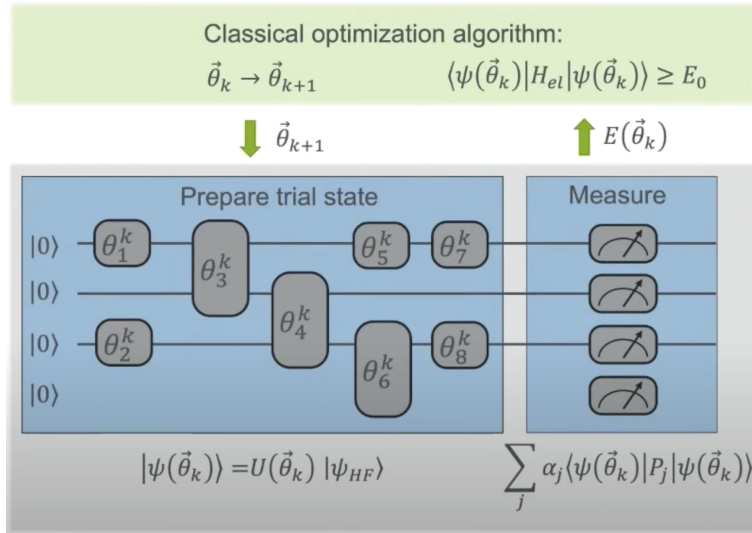 Classical optimization algorithm:
θ⃗ₖ → θ⃗ₖ₊₁ ⟨ψ(θ⃗ₖ)|Hₑₗ|ψ(θ⃗ₖ)⟩ ≥ E₀
θ⃗ₖ₊₁ E(θ⃗ₖ)
Prepare trial state Measure
|0⟩ θ₁ᵏ θ₃ᵏ θ₅ᵏ θ₇ᵏ
|0⟩ θ₄ᵏ
|0⟩ θ₂ᵏ θ₆ᵏ θ₈ᵏ
|0⟩
|ψ(θ⃗ₖ)⟩ =U(θ⃗ₖ) |ψ_HF⟩ ∑ⱼ αⱼ⟨ψ(θ⃗ₖ)|Pⱼ|ψ(θ⃗ₖ)⟩